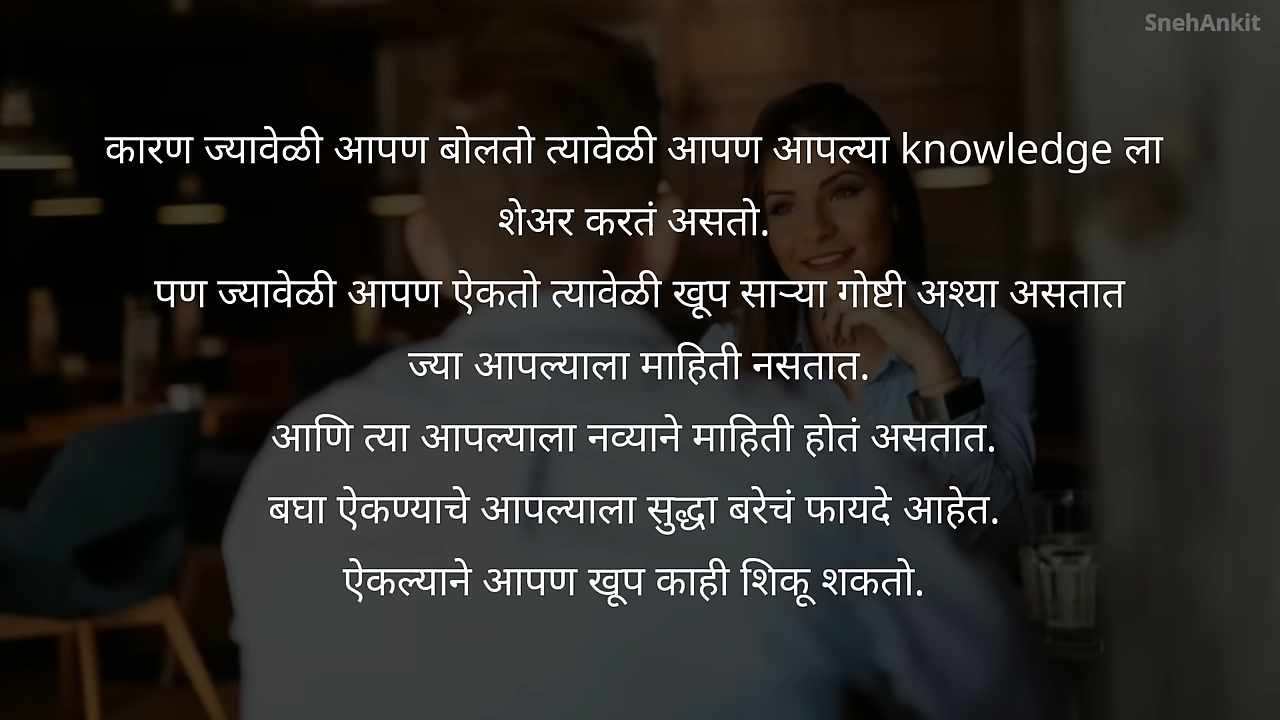 SnehAnkit
कारण ज्यावेळी आपण बोलतो त्यावेळी आपण आपल्या knowledge ला
शेअर करतं असतो.
पण ज्यावेळी आपण ऐकतो त्यावेळी खूप साऱ्या गोष्टी अश्या असतात
ज्या आपल्याला माहिती नसतात.
आणि त्या आपल्याला नव्याने माहिती होतं असतात.
बघा ऐकण्याचे आपल्याला सुद्धा बरेचं फायदे आहेत.
ऐकल्याने आपण खूप काही शिकू शकतो.